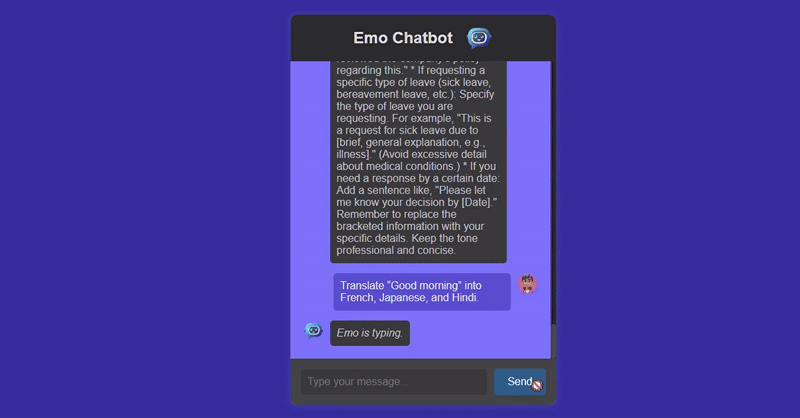 Emo Chatbot
reviewed the company's policy
regarding this." * If requesting a
specific type of leave (sick leave,
bereavement leave, etc.): Specify
the type of leave you are
requesting. For example, "This is
a request for sick leave due to
[brief, general explanation, e.g.,
illness]." (Avoid excessive detail
about medical conditions.) * If you
need a response by a certain date:
Add a sentence like, "Please let
me know your decision by [Date]."
Remember to replace the
bracketed information with your
specific details. Keep the tone
professional and concise.
Translate "Good morning" into
French, Japanese, and Hindi.
Emo is typing.
Type your message...
Send